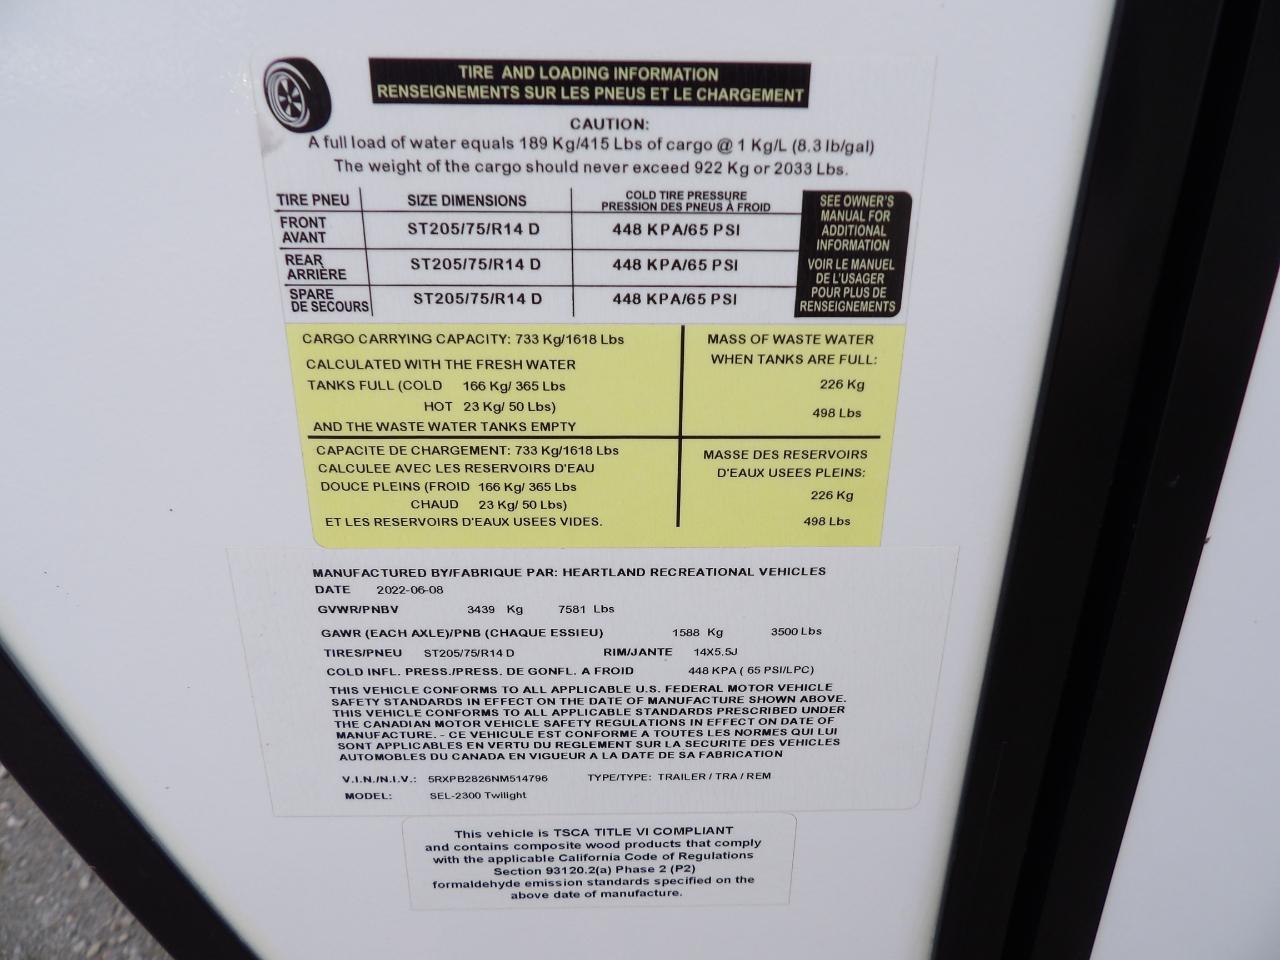 TIRE AND LOADING INFORMATION
RENSEIGNEMENTS SUR LES PNEUS ET LE CHARGEMENT
CAUTION:
A full load of water equals 189 Kg/415 Lbs of cargo @ 1 Kg/L (8.3 lb/gal)
The weight of the cargo should never exceed 922 Kg or 2033 Lbs.
TIRE PNEU SIZE DIMENSIONS COLD TIRE PRESSURE
PRESSION DES PNEUS À FROID
FRONT
AVANT ST205/75/R14 D 448 KPA/65 PSI
REAR
ARRIÈRE ST205/75/R14 D 448 KPA/65 PSI
SPARE
DE SECOURS ST205/75/R14 D 448 KPA/65 PSI
SEE OWNER'S
MANUAL FOR
ADDITIONAL
INFORMATION
VOIR LE MANUEL
DE L'USAGER
POUR PLUS DE
RENSEIGNEMENTS
CARGO CARRYING CAPACITY: 733 Kg/1618 Lbs
CALCULATED WITH THE FRESH WATER
TANKS FULL (COLD 166 Kg/ 365 Lbs
HOT 23 Kg/ 50 Lbs)
AND THE WASTE WATER TANKS EMPTY
MASS OF WASTE WATER
WHEN TANKS ARE FULL:
226 Kg
498 Lbs
CAPACITE DE CHARGEMENT: 733 Kg/1618 Lbs
CALCULEE AVEC LES RESERVOIRS D'EAU
DOUCE PLEINS (FROID 166 Kg/ 365 Lbs
CHAUD 23 Kg/ 50 Lbs)
ET LES RESERVOIRS D'EAUX USEES VIDES.
MASSE DES RESERVOIRS
D'EAUX USEES PLEINS:
226 Kg
498 Lbs
MANUFACTURED BY/FABRIQUE PAR: HEARTLAND RECREATIONAL VEHICLES
DATE 2022-06-08
GVWR/PNBV 3439 Kg 7581 Lbs
GAWR (EACH AXLE)/PNB (CHAQUE ESSIEU) 1588 Kg 3500 Lbs
TIRES/PNEU ST205/75/R14 D RIM/JANTE 14X5.5J
COLD INFL. PRESS./PRESS. DE GONFL. A FROID 448 KPA ( 65 PSI/LPC)
THIS VEHICLE CONFORMS TO ALL APPLICABLE U.S. FEDERAL MOTOR VEHICLE
SAFETY STANDARDS IN EFFECT ON THE DATE OF MANUFACTURE SHOWN ABOVE.
THIS VEHICLE CONFORMS TO ALL APPLICABLE STANDARDS PRESCRIBED UNDER
THE CANADIAN MOTOR VEHICLE SAFETY REGULATIONS IN EFFECT ON DATE OF
MANUFACTURE. - CE VEHICULE EST CONFORME A TOUTES LES NORMES QUI LUI
SONT APPLICABLES EN VERTU DU REGLEMENT SUR LA SECURITE DES VEHICLES
AUTOMOBILES DU CANADA EN VIGUEUR A LA DATE DE SA FABRICATION
V.I.N./N.I.V.: 5RXPB2826NM514796 TYPE/TYPE: TRAILER / TRA / REM
MODEL: SEL-2300 Twilight
This vehicle is TSCA TITLE VI COMPLIANT
and contains composite wood products that comply
with the applicable California Code of Regulations
Section 93120.2(a) Phase 2 (P2)
formaldehyde emission standards specified on the
above date of manufacture.